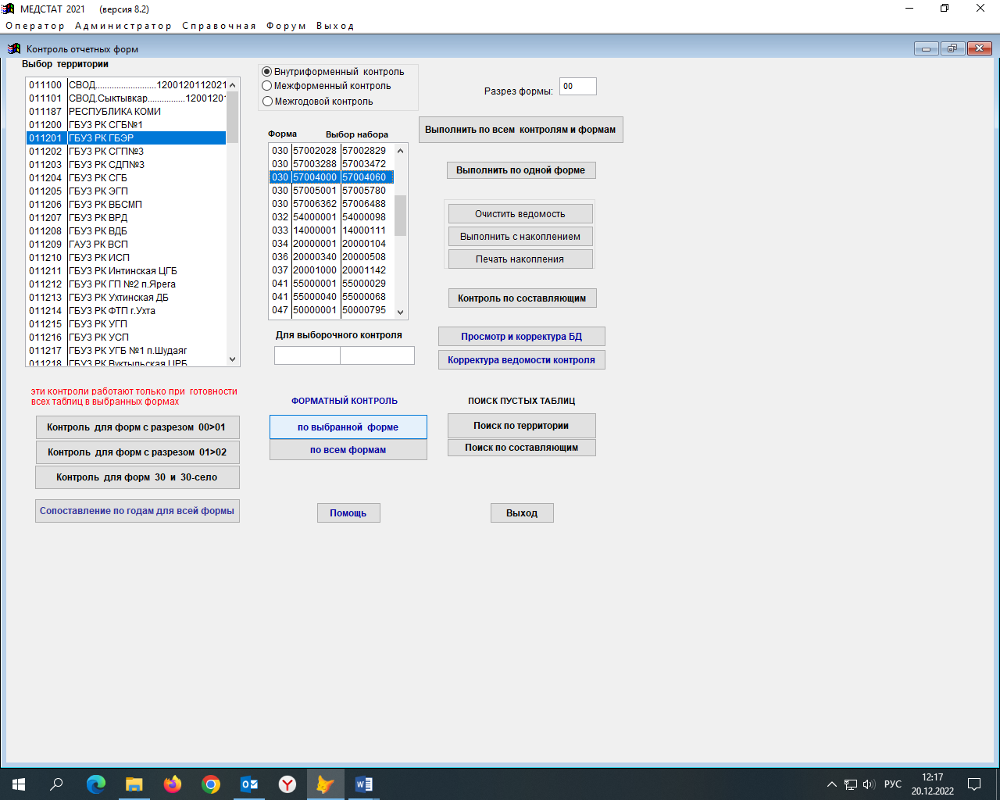 МЕДСТАТ 2021 (версия 8.2)
Оператор Администратор Справочная Форум Выход
Контроль отчетных форм
Выбор территории
011100 СВОД..........................1200120112021
011101 СВОД.Сыктывкар................1200120
011187 РЕСПУБЛИКА КОМИ
011200 ГБУЗ РК СГБ№1
011201 ГБУЗ РК ГБЭР
011202 ГБУЗ РК СГП№3
011203 ГБУЗ РК СДП№3
011204 ГБУЗ РК СГБ
011205 ГБУЗ РК ЭГП
011206 ГБУЗ РК ВБСМП
011207 ГБУЗ РК ВРД
011208 ГБУЗ РК ВДБ
011209 ГАУЗ РК ВСП
011210 ГБУЗ РК ИСП
011211 ГБУЗ РК Интинская ЦГБ
011212 ГБУЗ РК ГП №2 п.Ярега
011213 ГБУЗ РК Ухтинская ДБ
011214 ГБУЗ РК ФТП г.Ухта
011215 ГБУЗ РК УГП
011216 ГБУЗ РК УСП
011217 ГБУЗ РК УГБ №1 п.Шудаяг
011218 ГБУЗ РК Вуктыльская ЦРБ
Внутриформенный контроль
Межформенный контроль
Межгодовой контроль
Форма Выбор набора
030 57002028 57002829
030 57003288 57003472
030 57004000 57004060
030 57005001 57005780
030 57006362 57006488
032 54000001 54000098
033 14000001 14000111
034 20000001 20000104
036 20000340 20000508
037 20001000 20001142
041 55000001 55000029
041 55000040 55000068
047 50000001 50000795
Для выборочного контроля
Разрез формы: 00
Выполнить по всем контролям и формам
Выполнить по одной форме
Очистить ведомость
Выполнить с накоплением
Печать накопления
Контроль по составляющим
Просмотр и корректура БД
Корректура ведомости контроля
эти контроли работают только при готовности
всех таблиц в выбранных формах
Контроль для форм с разрезом 00>01
Контроль для форм с разрезом 01>02
Контроль для форм 30 и 30-село
Сопоставление по годам для всей формы
ФОРМАТНЫЙ КОНТРОЛЬ
по выбранной форме
по всем формам
ПОИСК ПУСТЫХ ТАБЛИЦ
Поиск по территории
Поиск по составляющим
Помощь
Выход
РУС
12:17
20.12.2022